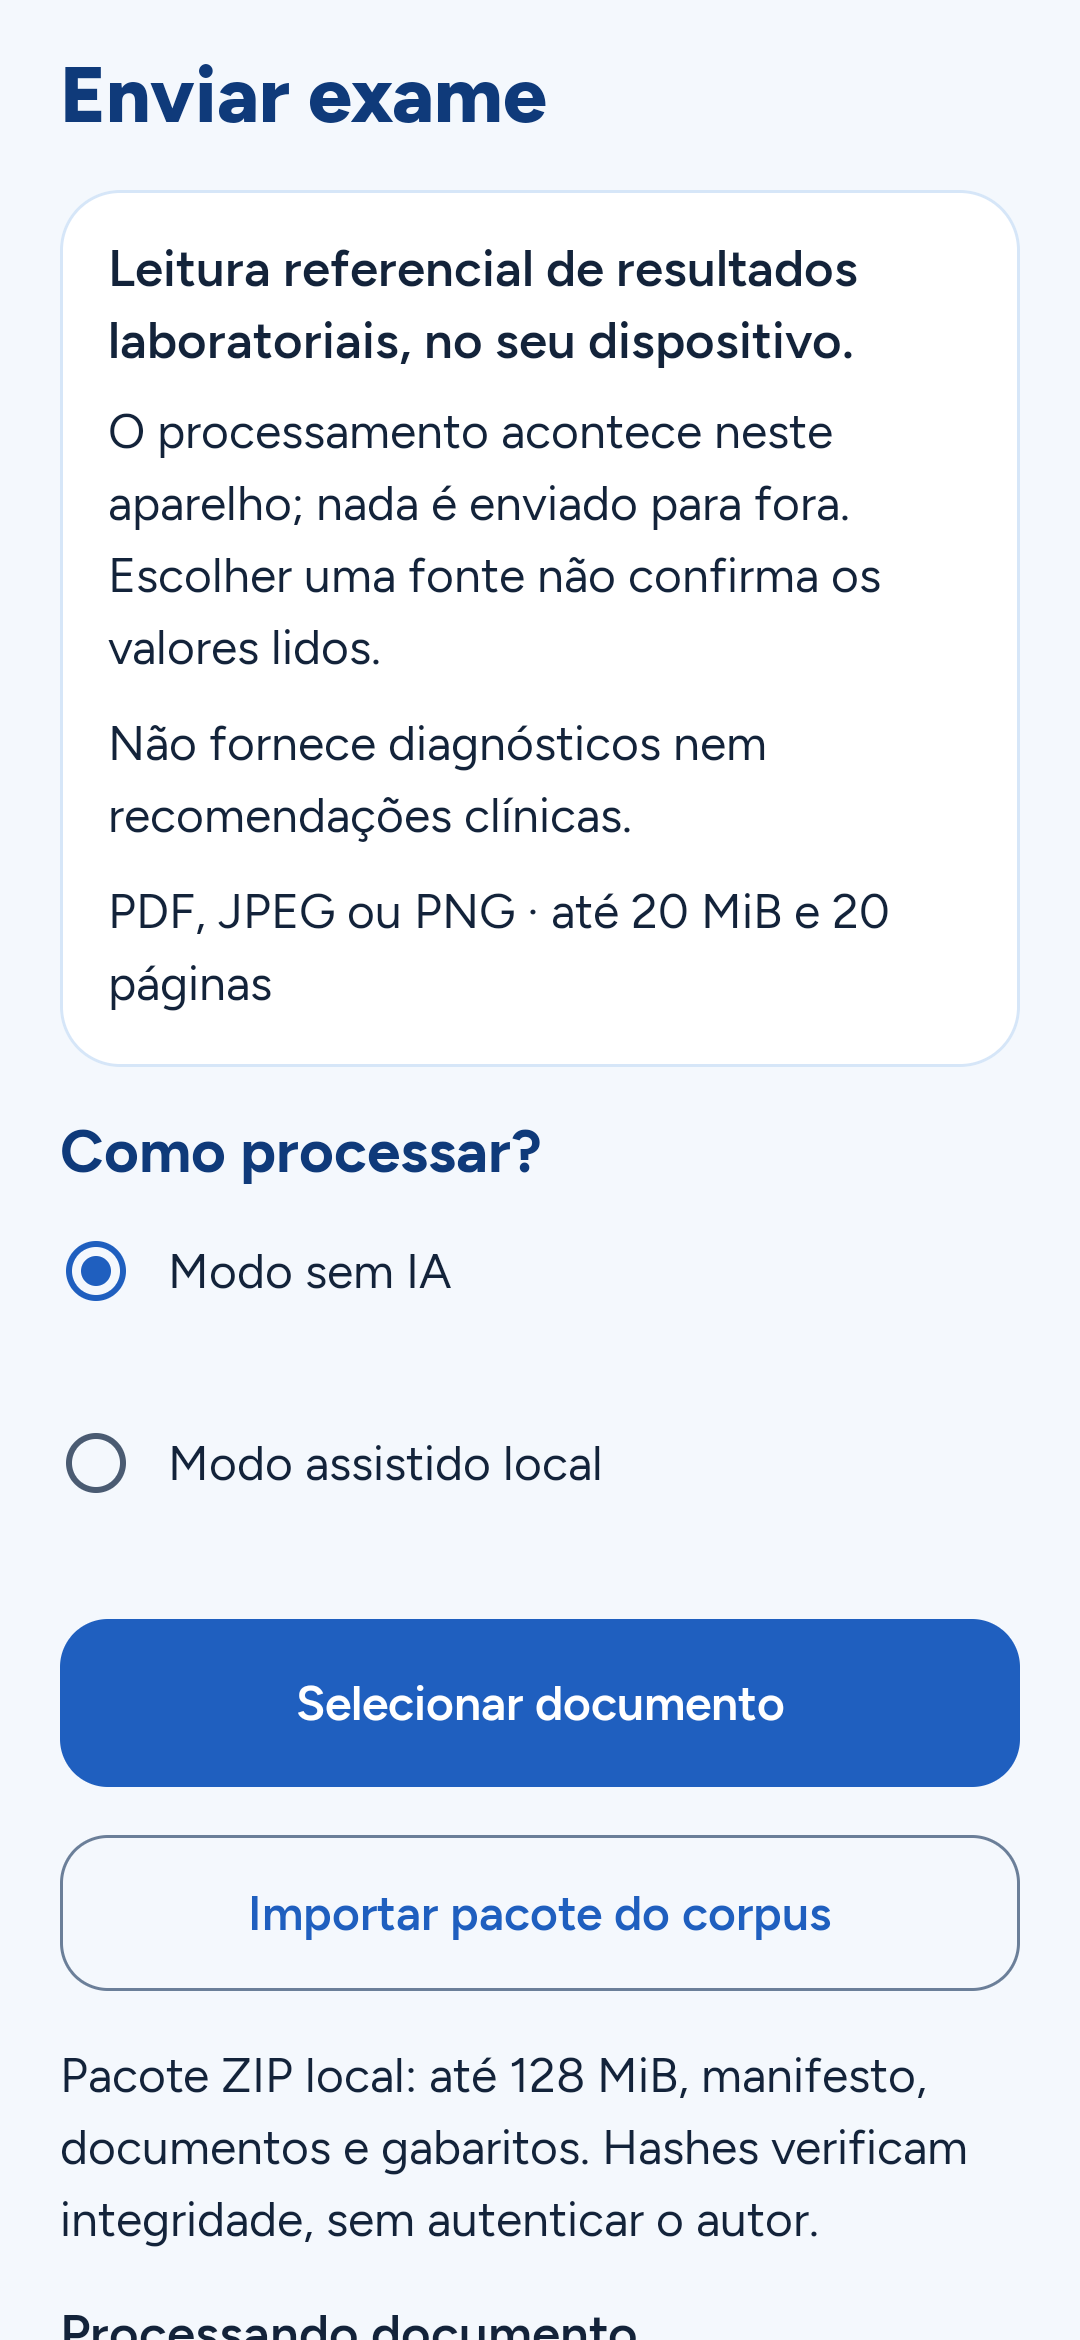 Enviar exame
Leitura referencial de resultados
laboratoriais, no seu dispositivo.
O processamento acontece neste
aparelho; nada é enviado para fora.
Escolher uma fonte não confirma os
valores lidos.
Não fornece diagnósticos nem
recomendações clínicas.
PDF, JPEG ou PNG · até 20 MiB e 20
páginas
Como processar?
Modo sem IA
Modo assistido local
Selecionar documento
Importar pacote do corpus
Pacote ZIP local: até 128 MiB, manifesto,
documentos e gabaritos. Hashes verificam
integridade, sem autenticar o autor.
Processando documento